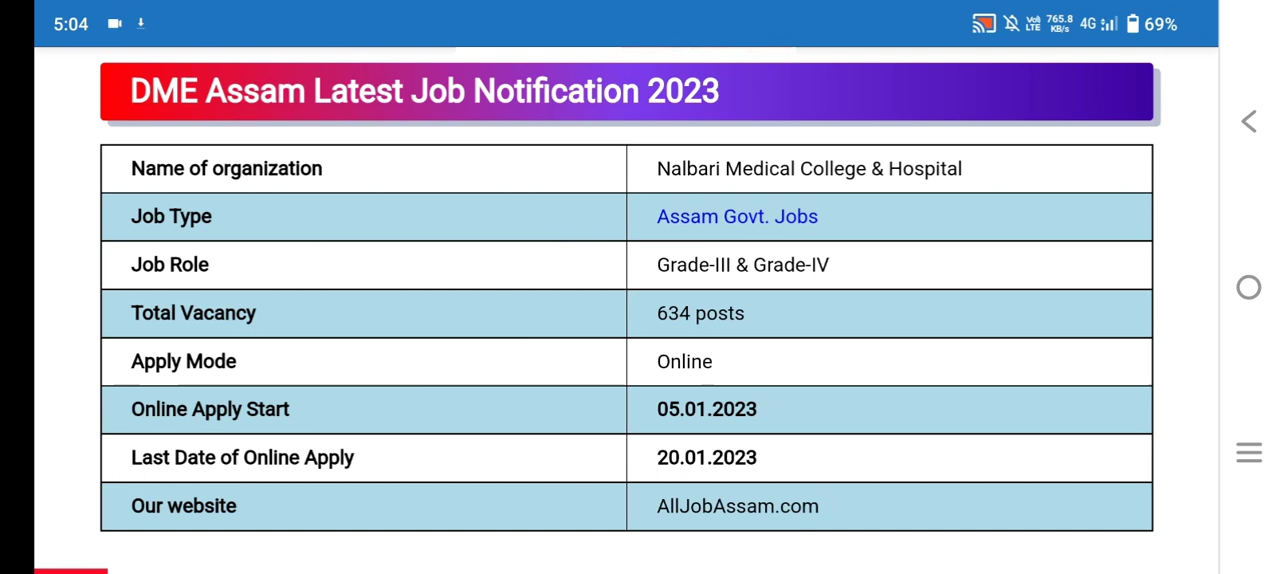 5:04 VoD LTE 765.8 KB/s 4G 69%
DME Assam Latest Job Notification 2023
Name of organization Nalbari Medical College & Hospital
Job Type Assam Govt. Jobs
Job Role Grade-III & Grade-IV
Total Vacancy 634 posts
Apply Mode Online
Online Apply Start 05.01.2023
Last Date of Online Apply 20.01.2023
Our website AllJobAssam.com